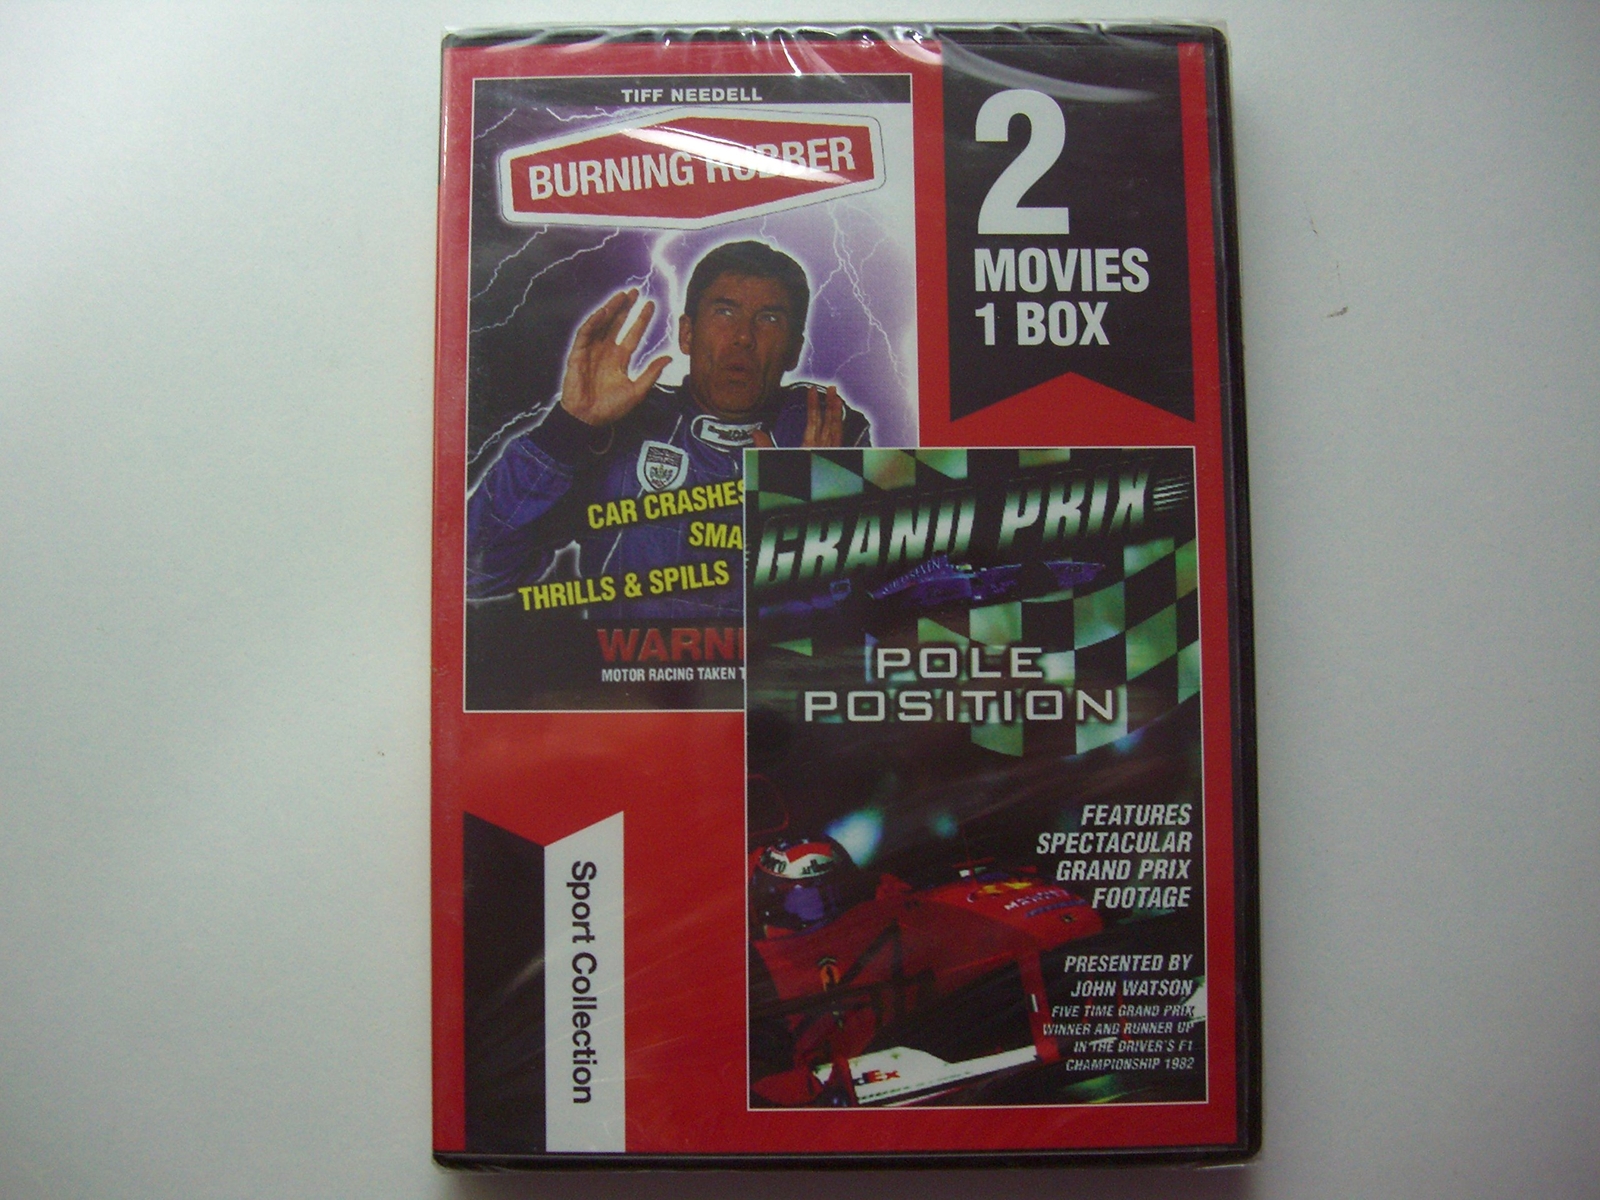 TIFF NEEDELL
BURNING RUBBER
CAR CRASHES
SMA
THRILLS & SPILLS
WARNI
MOTOR RACING TAKEN T
2
MOVIES
1 BOX
GRAND PRIX
POLE
POSITION
FEATURES
SPECTACULAR
GRAND PRIX
FOOTAGE
PRESENTED BY
JOHN WATSON
FIVE TIME GRAND PRIX
WINNER AND RUNNER UP
IN THE DRIVER'S F1
CHAMPIONSHIP 1982
Sport Collection